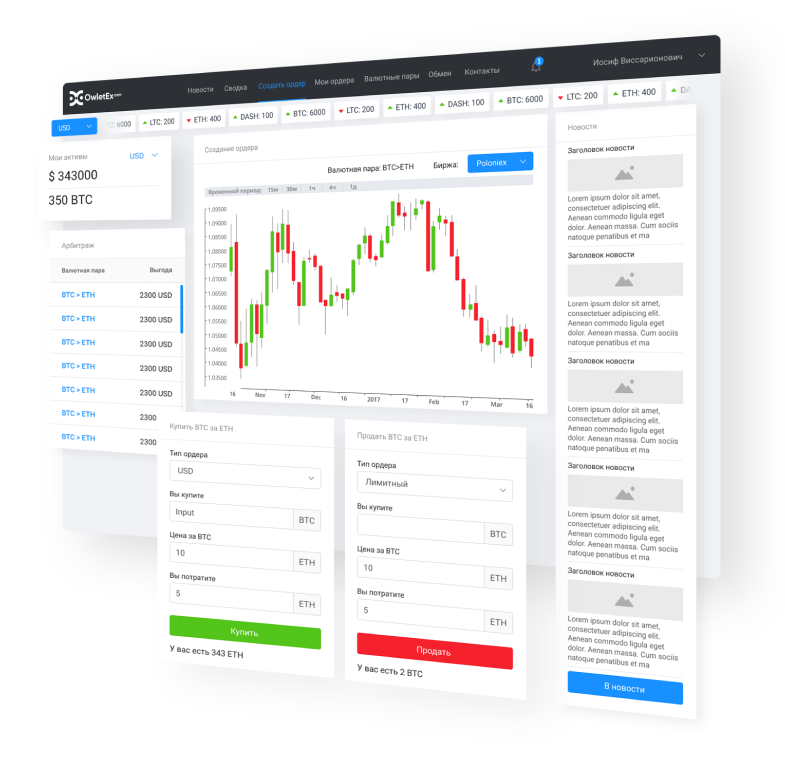 OwletEx.com
Новости Сводка Создать ордер Мои ордера Валютные пары Обмен Контакты
1
Иосиф Виссарионович
USD
TC: 6000 LTC: 200 ETH: 400 DASH: 100 BTC: 6000 LTC: 200 ETH: 400 DASH: 100 BTC: 6000 LTC: 200 ETH: 400 DA
Мои активы USD
$ 343000
350 BTC
Арбитраж
Валютная пара Выгода
BTC > ETH 2300 USD
BTC > ETH 2300 USD
BTC > ETH 2300 USD
BTC > ETH 2300 USD
BTC > ETH 2300 USD
BTC > ETH 2300
BTC > ETH 2300
Создание ордера
Валютная пара: BTC>ETH Биржа: Poloniex
Временной период: 15м 30м 1ч 4ч 1д
1.09500
1.09000
1.08500
1.08000
1.07500
1.07000
1.06500
1.06000
1.05500
1.05000
1.04500
1.04000
1.03500
16 Nov 17 Dec 16 2017 17 Feb 17 Mar 16
Купить BTC за ETH
Тип ордера
USD
Вы купите
Input BTC
Цена за BTC
10 ETH
Вы потратите
5 ETH
Купить
У вас есть 343 ETH
Продать BTC за ETH
Тип ордера
Лимитный
Вы купите
BTC
Цена за BTC
10 ETH
Вы потратите
5 ETH
Продать
У вас есть 2 BTC
Новости
Заголовок новости
Lorem ipsum dolor sit amet,
consectetuer adipiscing elit.
Aenean commodo ligula eget
dolor. Aenean massa. Cum sociis
natoque penatibus et ma
Заголовок новости
Lorem ipsum dolor sit amet,
consectetuer adipiscing elit.
Aenean commodo ligula eget
dolor. Aenean massa. Cum sociis
natoque penatibus et ma
Заголовок новости
Lorem ipsum dolor sit amet,
consectetuer adipiscing elit.
Aenean commodo ligula eget
dolor. Aenean massa. Cum sociis
natoque penatibus et ma
Заголовок новости
Lorem ipsum dolor sit amet,
consectetuer adipiscing elit.
Aenean commodo ligula eget
dolor. Aenean massa. Cum sociis
natoque penatibus et ma
Заголовок новости
Lorem ipsum dolor sit amet,
consectetuer adipiscing elit.
Aenean commodo ligula eget
dolor. Aenean massa. Cum sociis
natoque penatibus et ma
В новости